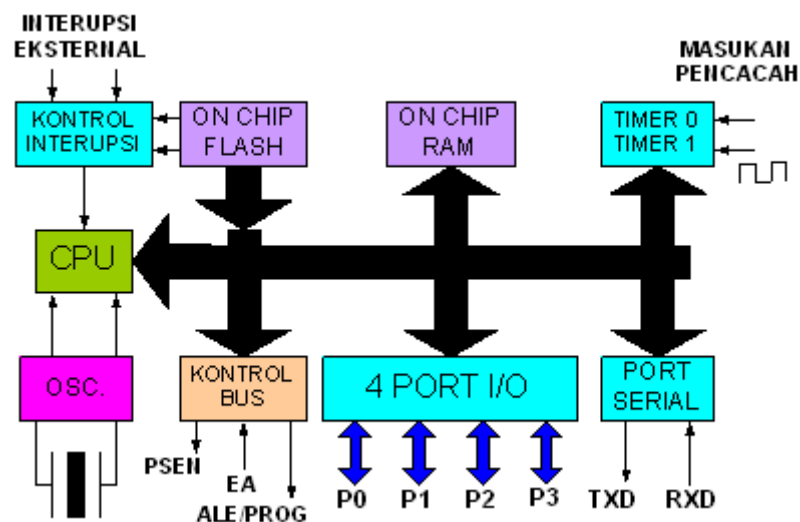 INTERUPSI
EKSTERNAL
MASUKAN
PENCACAH
KONTROL
INTERUPSI
ON CHIP
FLASH
ON CHIP
RAM
TIMER 0
TIMER 1
CPU
OSC.
KONTROL
BUS
4 PORT I/O
PORT
SERIAL
PSEN
EA
ALE/PROG
P0
P1
P2
P3
TXD
RXD